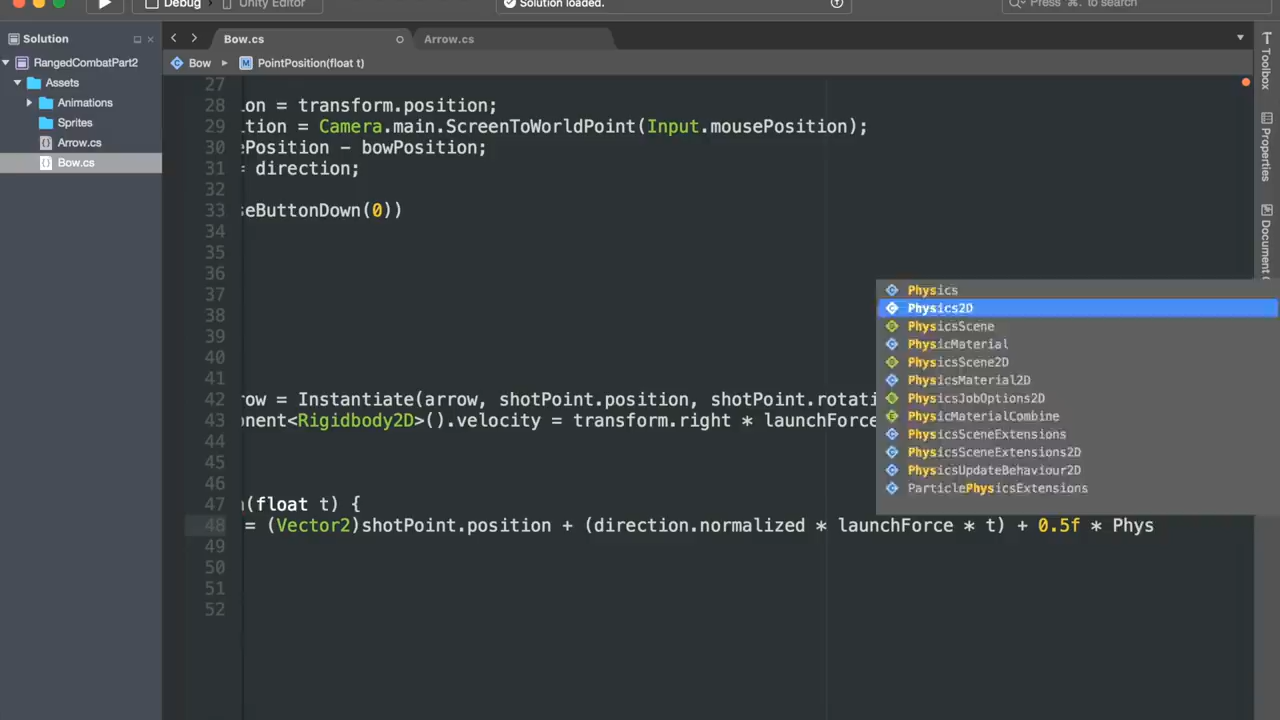 Debug
Unity Editor
Solution loaded.
Press ⌘. to search
Solution
RangedCombatPart2
Assets
Animations
Sprites
Arrow.cs
Bow.cs
Bow.cs
Arrow.cs
Bow
PointPosition(float t)
27
28 ion = transform.position;
29 ition = Camera.main.ScreenToWorldPoint(Input.mousePosition);
30 ePosition - bowPosition;
31 = direction;
32
33 seButtonDown(0))
34
35
36
37
38
39
40
41
42 row = Instantiate(arrow, shotPoint.position, shotPoint.rotati
43 onent<Rigidbody2D>().velocity = transform.right * launchForce
44
45
46
47 n(float t) {
48 = (Vector2)shotPoint.position + (direction.normalized * launchForce * t) + 0.5f * Phys
49
50
51
52
Physics
Physics2D
PhysicsScene
PhysicMaterial
PhysicsScene2D
PhysicsMaterial2D
PhysicsJobOptions2D
PhysicMaterialCombine
PhysicsSceneExtensions
PhysicsSceneExtensions2D
PhysicsUpdateBehaviour2D
ParticlePhysicsExtensions
Toolbox
Properties
Document